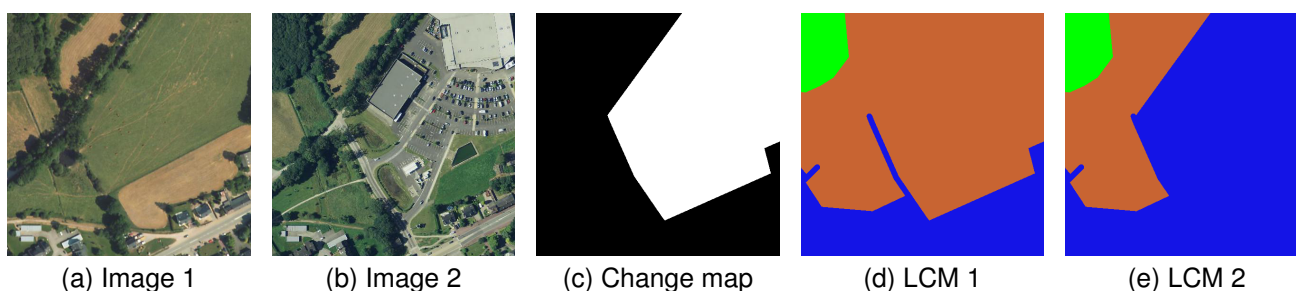 (a) Image 1
(b) Image 2
(c) Change map
(d) LCM 1
(e) LCM 2